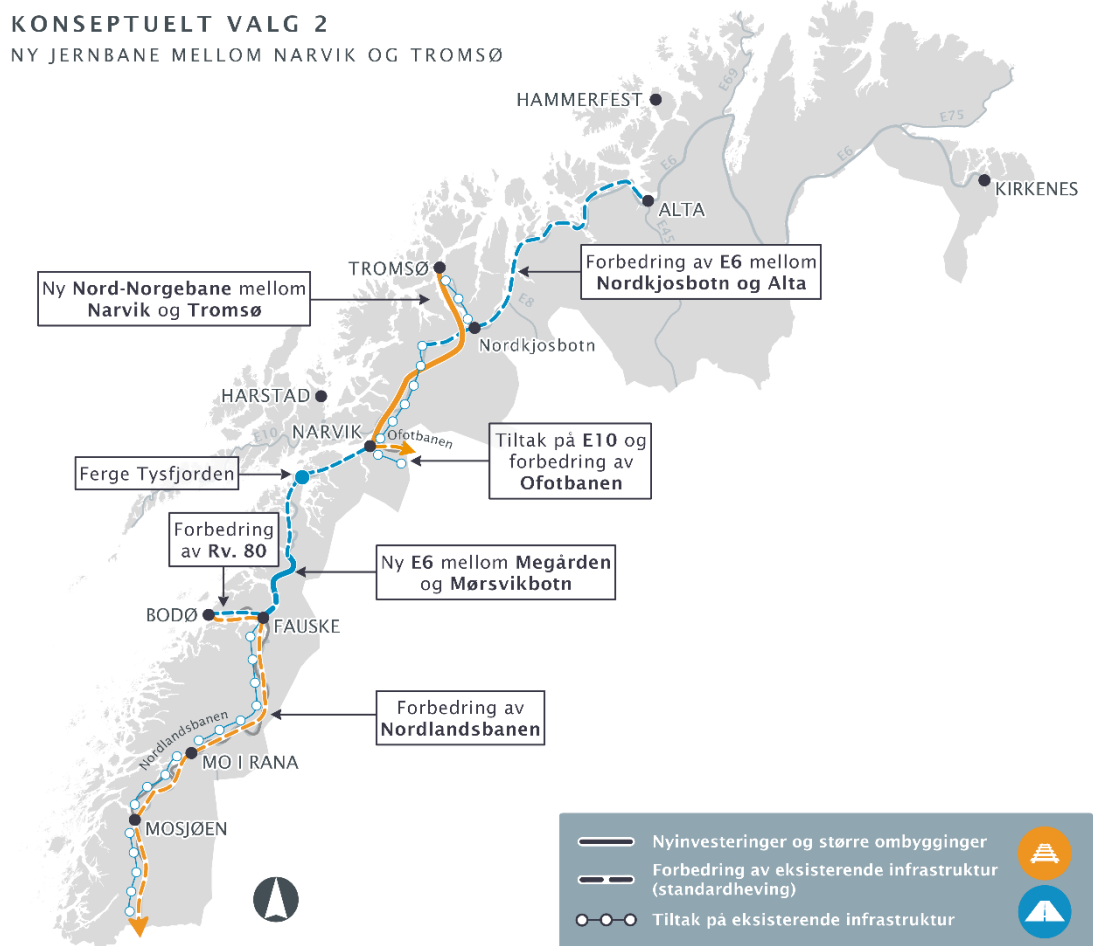 KONSEPTUELT VALG 2
NY JERNBANE MELLOM NARVIK OG TROMSØ
E69
HAMMERFEST
E75
E6
E6
KIRKENES
ALTA
E45
TROMSØ
Forbedring av E6 mellom
Nordkjosbotn og Alta
Ny Nord-Norgebane mellom
Narvik og Tromsø
E8
Nordkjosbotn
HARSTAD
E10
NARVIK
Ofotbanen
Tiltak på E10 og
forbedring av
Ofotbanen
Ferge Tysfjorden
Forbedring
av Rv. 80
Ny E6 mellom Megården
og Mørsvikbotn
BODØ
FAUSKE
Forbedring av
Nordlandsbanen
Nordlandsbanen
MO I RANA
MOSJØEN
Nyinvesteringer og større ombygginger
Forbedring av eksisterende infrastruktur
(standardheving)
Tiltak på eksisterende infrastruktur